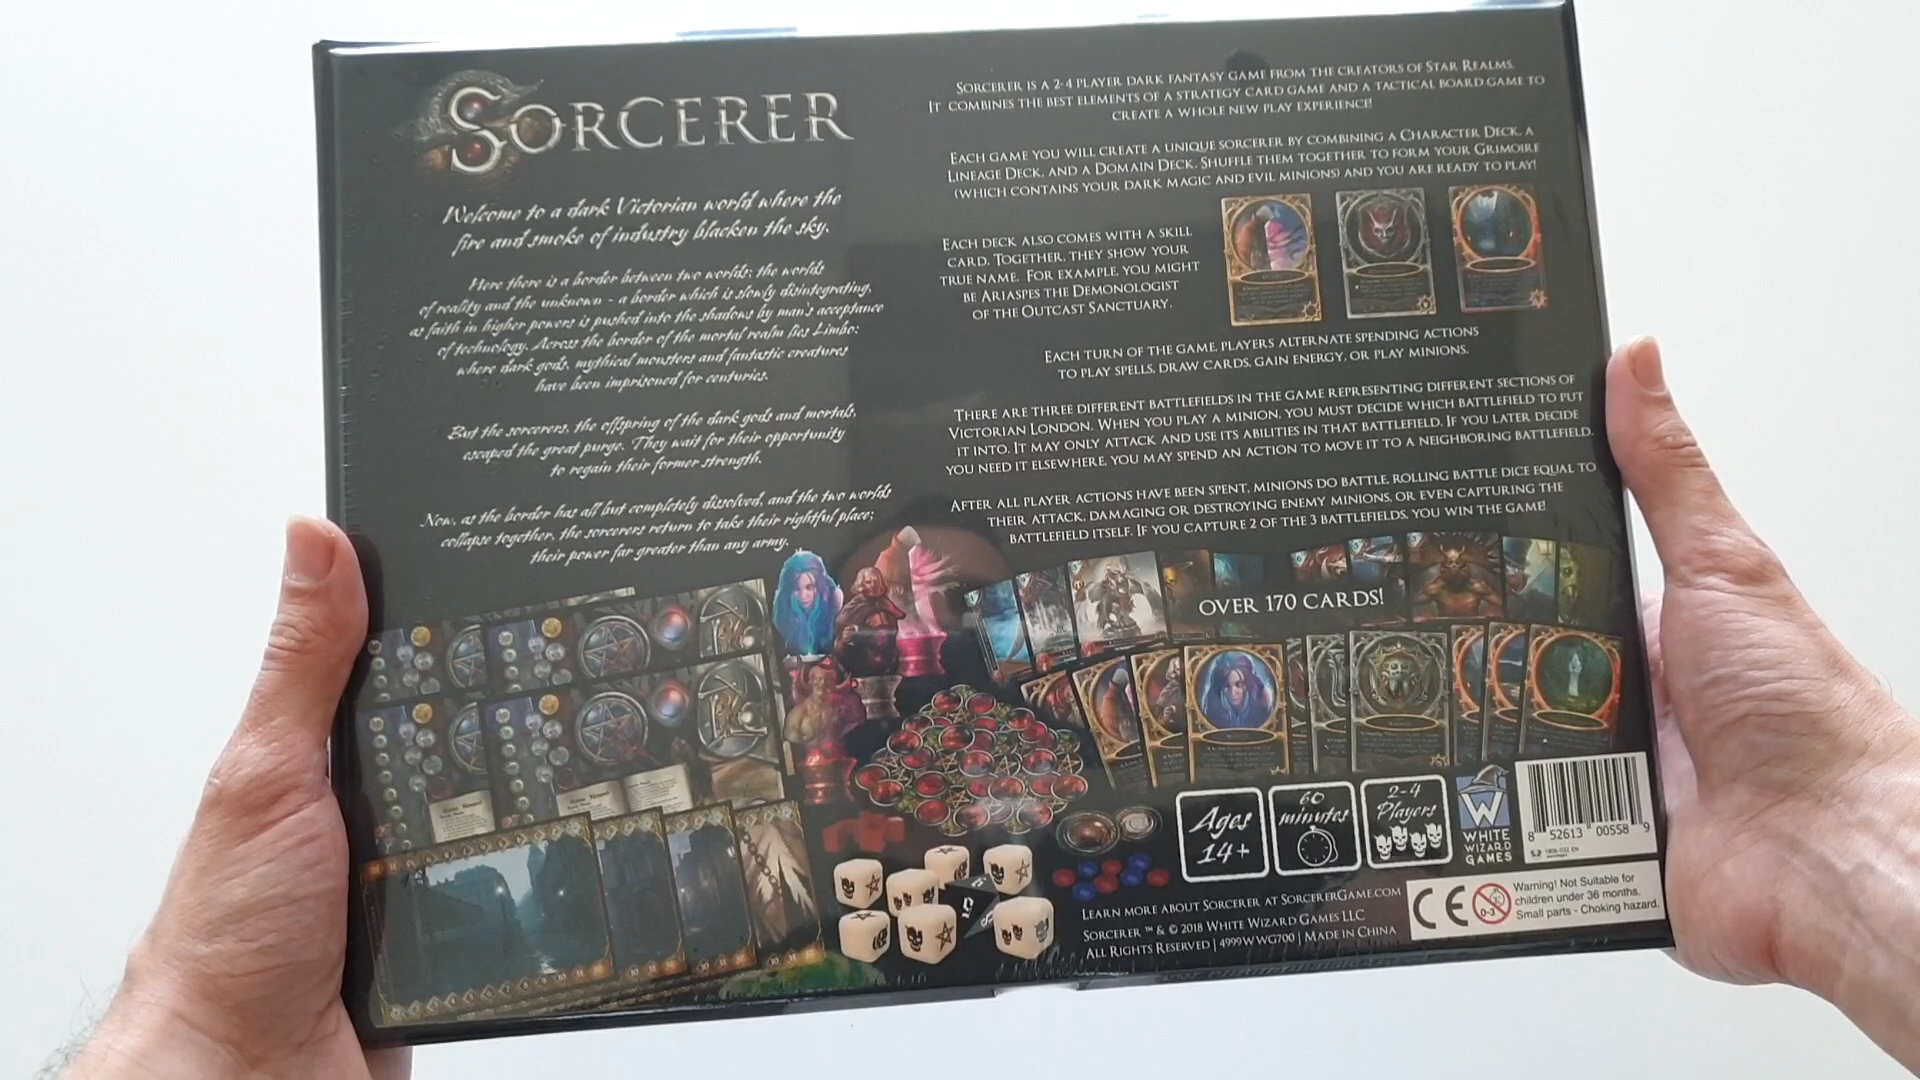 SORCERER
Welcome to a dark Victorian world where the
fire and smoke of industry blacken the sky.
Here there is a border between two worlds: the worlds
of reality and the unknown - a border which is slowly disintegrating,
as faith in higher powers is pushed into the shadows by man's acceptance
of technology. Across the border of the mortal realm lies Limbo:
where dark gods, mythical monsters and fantastic creatures
have been imprisoned for centuries.
But the sorcerers, the offspring of the dark gods and mortals,
escaped the great purge. They wait for their opportunity
to regain their former strength.
Now, as the border has all but completely dissolved, and the two worlds
collapse together, the sorcerers return to take their rightful place;
their power far greater than any army.
SORCERER IS A 2-4 PLAYER DARK FANTASY GAME FROM THE CREATORS OF STAR REALMS.
IT COMBINES THE BEST ELEMENTS OF A STRATEGY CARD GAME AND A TACTICAL BOARD GAME TO
CREATE A WHOLE NEW PLAY EXPERIENCE!
EACH GAME YOU WILL CREATE A UNIQUE SORCERER BY COMBINING A CHARACTER DECK, A
LINEAGE DECK, AND A DOMAIN DECK. SHUFFLE THEM TOGETHER TO FORM YOUR GRIMOIRE
(WHICH CONTAINS YOUR DARK MAGIC AND EVIL MINIONS) AND YOU ARE READY TO PLAY!
EACH DECK ALSO COMES WITH A SKILL
CARD. TOGETHER, THEY SHOW YOUR
TRUE NAME. FOR EXAMPLE, YOU MIGHT
BE ARIASPES THE DEMONOLOGIST
OF THE OUTCAST SANCTUARY.
EACH TURN OF THE GAME, PLAYERS ALTERNATE SPENDING ACTIONS
TO PLAY SPELLS, DRAW CARDS, GAIN ENERGY, OR PLAY MINIONS.
THERE ARE THREE DIFFERENT BATTLEFIELDS IN THE GAME REPRESENTING DIFFERENT SECTIONS OF
VICTORIAN LONDON. WHEN YOU PLAY A MINION, YOU MUST DECIDE WHICH BATTLEFIELD TO PUT
IT INTO. IT MAY ONLY ATTACK AND USE ITS ABILITIES IN THAT BATTLEFIELD. IF YOU LATER DECIDE
YOU NEED IT ELSEWHERE, YOU MAY SPEND AN ACTION TO MOVE IT TO A NEIGHBORING BATTLEFIELD.
AFTER ALL PLAYER ACTIONS HAVE BEEN SPENT, MINIONS DO BATTLE, ROLLING BATTLE DICE EQUAL TO
THEIR ATTACK, DAMAGING OR DESTROYING ENEMY MINIONS, OR EVEN CAPTURING THE
BATTLEFIELD ITSELF. IF YOU CAPTURE 2 OF THE 3 BATTLEFIELDS, YOU WIN THE GAME!
OVER 170 CARDS!
Ages
14+
60
minutes
2-4
Players
W
WHITE
WIZARD
GAMES
8 52613 00558 9
LEARN MORE ABOUT SORCERER AT SORCERERGAME.COM
SORCERER ™ & © 2018 WHITE WIZARD GAMES LLC
ALL RIGHTS RESERVED | 4999WWG700 | MADE IN CHINA
CE
0-3
Warning! Not Suitable for
children under 36 months.
Small parts - Choking hazard.